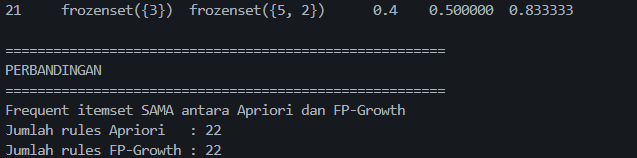 21     frozenset({3})  frozenset({5, 2})      0.4    0.500000  0.833333
=======================================================
PERBANDINGAN
=======================================================
Frequent itemset SAMA antara Apriori dan FP-Growth
Jumlah rules Apriori   : 22
Jumlah rules FP-Growth : 22